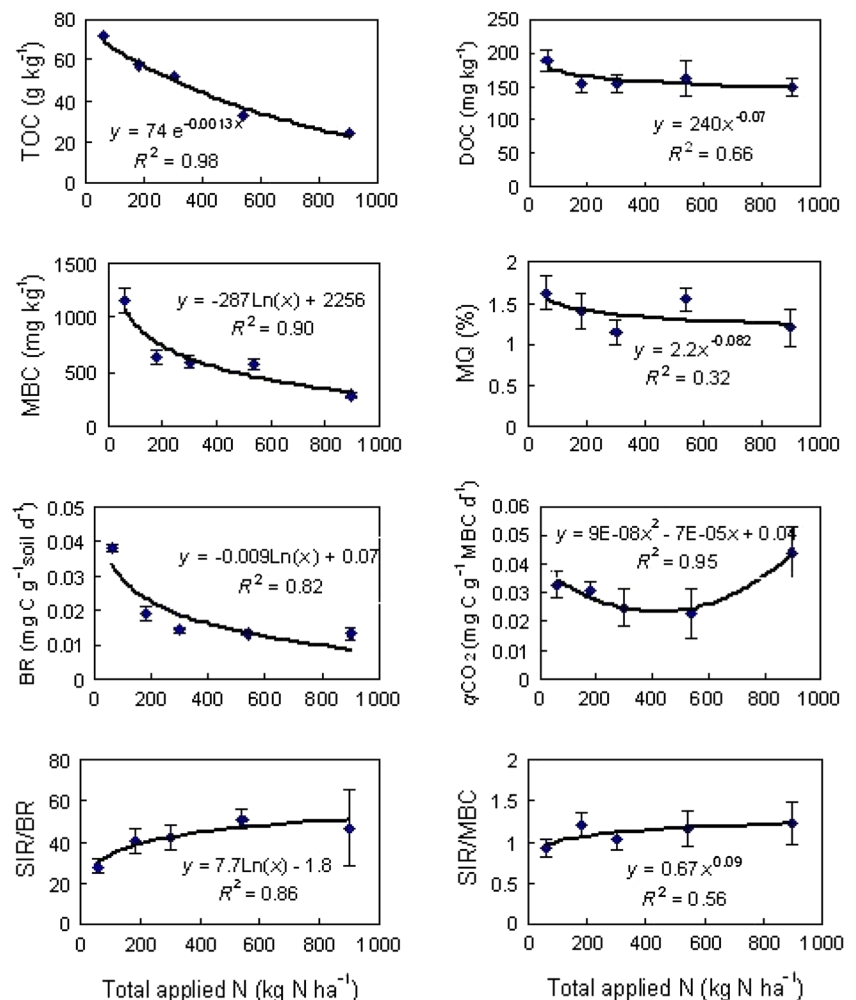 TOC (g kg⁻¹)
80
60
40
20
0
y = 74 e^-0.0013x
R² = 0.98
0 200 400 600 800 1000
DOC (mg kg⁻¹)
250
200
150
100
50
0
y = 240x^-0.07
R² = 0.66
0 200 400 600 800 1000
MBC (mg kg⁻¹)
1500
1000
500
0
y = -287Ln(x) + 2256
R² = 0.90
0 200 400 600 800 1000
MQ (%)
2
1.5
1
0.5
0
y = 2.2x^-0.082
R² = 0.32
0 200 400 600 800 1000
BR (mg C g⁻¹soil d⁻¹)
0.05
0.04
0.03
0.02
0.01
0
y = -0.009Ln(x) + 0.07
R² = 0.82
0 200 400 600 800 1000
qCO₂ (mg C g⁻¹ MBC d⁻¹)
0.06
0.05
0.04
0.03
0.02
0.01
0
y = 9E-08x² - 7E-05x + 0.04
R² = 0.95
0 200 400 600 800 1000
SIR/BR
80
60
40
20
0
y = 7.7Ln(x) - 1.8
R² = 0.86
0 200 400 600 800 1000
Total applied N (kg N ha⁻¹)
SIR/MBC
2
1.5
1
0.5
0
y = 0.67x^0.09
R² = 0.56
0 200 400 600 800 1000
Total applied N (kg N ha⁻¹)